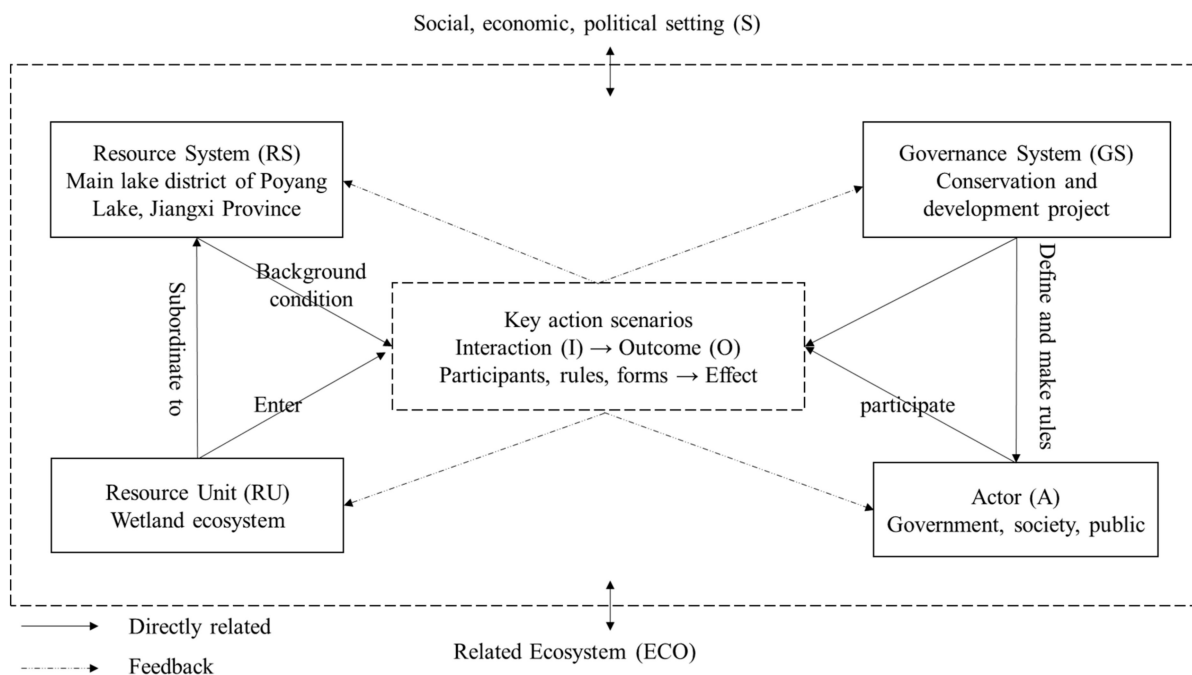 Social, economic, political setting (S)
Resource System (RS)
Main lake district of Poyang
Lake, Jiangxi Province
Governance System (GS)
Conservation and
development project
Background
condition
Subordinate to
Key action scenarios
Interaction (I) → Outcome (O)
Participants, rules, forms → Effect
Define and make rules
Enter
participate
Resource Unit (RU)
Wetland ecosystem
Actor (A)
Government, society, public
Directly related
Related Ecosystem (ECO)
Feedback